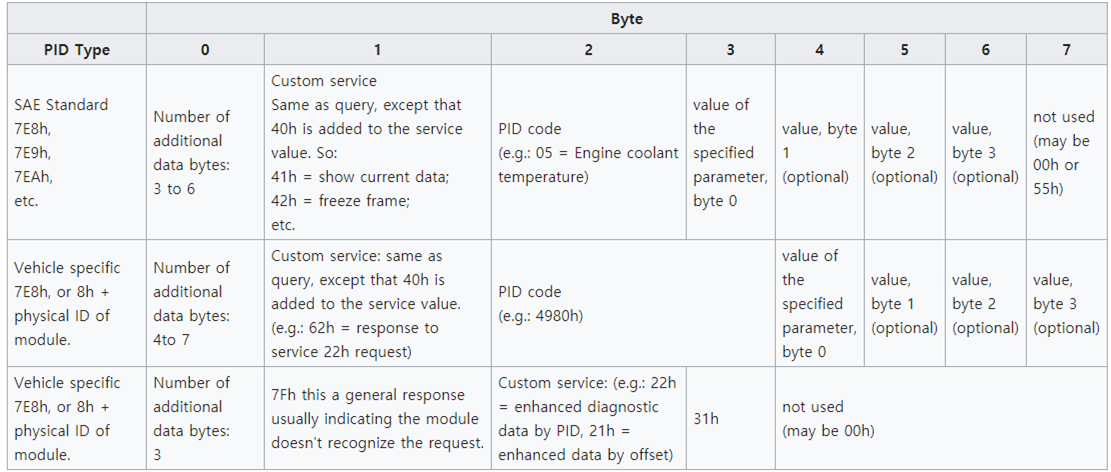 Byte
PID Type
0
1
2
3
4
5
6
7
SAE Standard
7E8h,
7E9h,
7EAh,
etc.
Number of
additional
data bytes:
3 to 6
Custom service
Same as query, except that
40h is added to the service
value. So:
41h = show current data;
42h = freeze frame;
etc.
PID code
(e.g.: 05 = Engine coolant
temperature)
value of
the
specified
parameter,
byte 0
value, byte
1
(optional)
value,
byte 2
(optional)
value,
byte 3
(optional)
not used
(may be
00h or
55h)
Vehicle specific
7E8h, or 8h +
physical ID of
module.
Number of
additional
data bytes:
4to 7
Custom service: same as
query, except that 40h is
added to the service value.
(e.g.: 62h = response to
service 22h request)
PID code
(e.g.: 4980h)
value of
the
specified
parameter,
byte 0
value,
byte 1
(optional)
value,
byte 2
(optional)
value,
byte 3
(optional)
Vehicle specific
7E8h, or 8h +
physical ID of
module.
Number of
additional
data bytes:
3
7Fh this a general response
usually indicating the module
doesn't recognize the request.
Custom service: (e.g.: 22h
= enhanced diagnostic
data by PID, 21h =
enhanced data by offset)
31h
not used
(may be 00h)